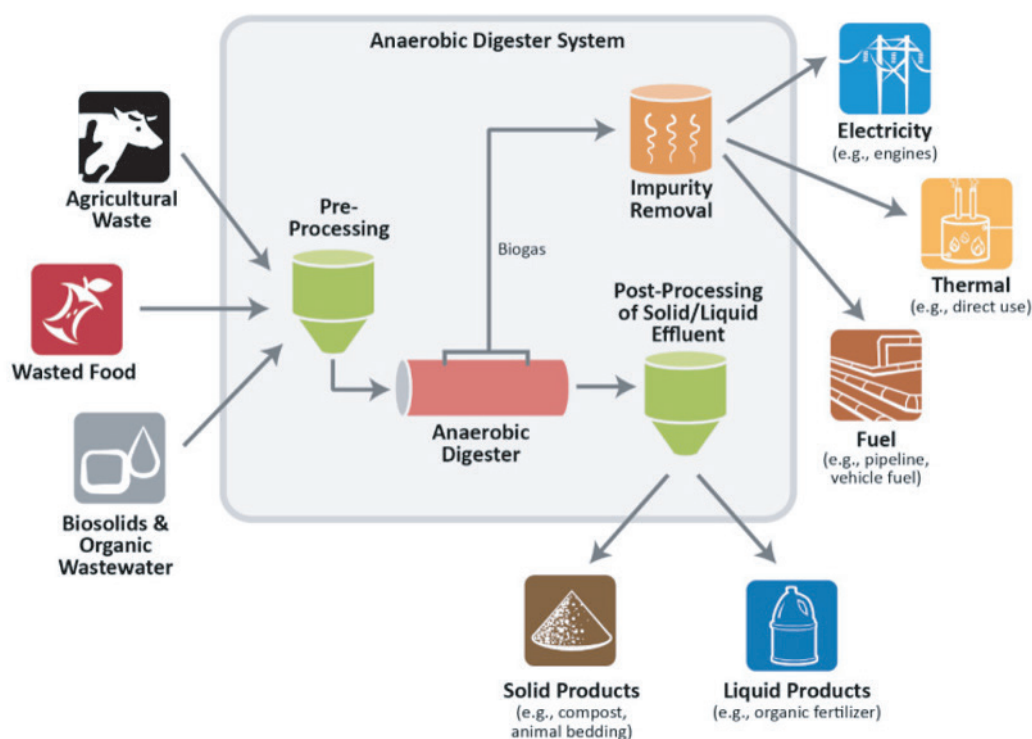 Anaerobic Digester System
Agricultural
Waste
Wasted Food
Biosolids &
Organic
Wastewater
Pre-
Processing
Biogas
Anaerobic
Digester
Impurity
Removal
Post-Processing
of Solid/Liquid
Effluent
Electricity
(e.g., engines)
Thermal
(e.g., direct use)
Fuel
(e.g., pipeline,
vehicle fuel)
Solid Products
(e.g., compost,
animal bedding)
Liquid Products
(e.g., organic fertilizer)